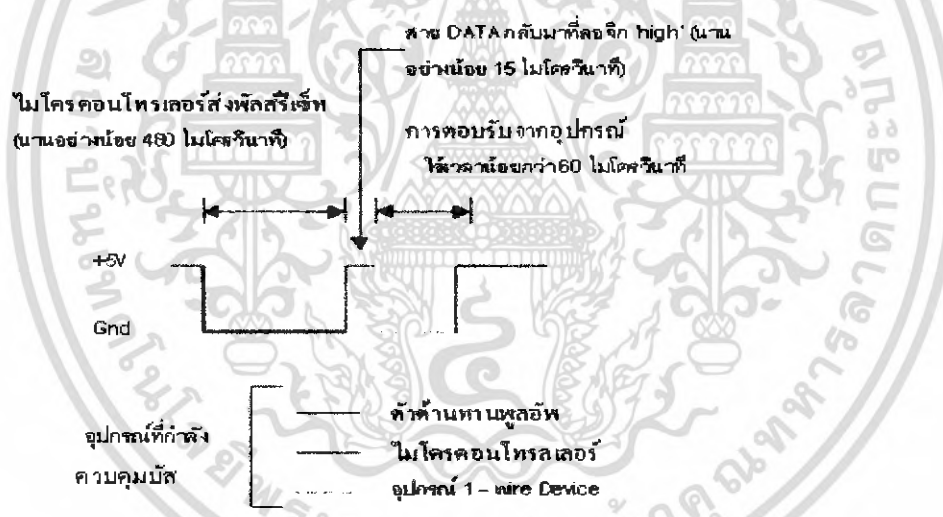 สาย DATA กลับมาที่ลอจิก 'high' (นาน
อย่างน้อย 15 ไมโครวินาที)
ไมโครคอนโทรเลอร์ส่งพัลส์รีเซ็ท
(นานอย่างน้อย 480 ไมโครวินาที)
การตอบรับจากอุปกรณ์
ใช้เวลาน้อยกว่า 60 ไมโครวินาที
+5V
Gnd
อุปกรณ์ที่กำลัง
ควบคุมบัส
ตัวต้านทานพูลอัพ
ไมโครคอนโทรลเลอร์
อุปกรณ์ 1 – wire Device